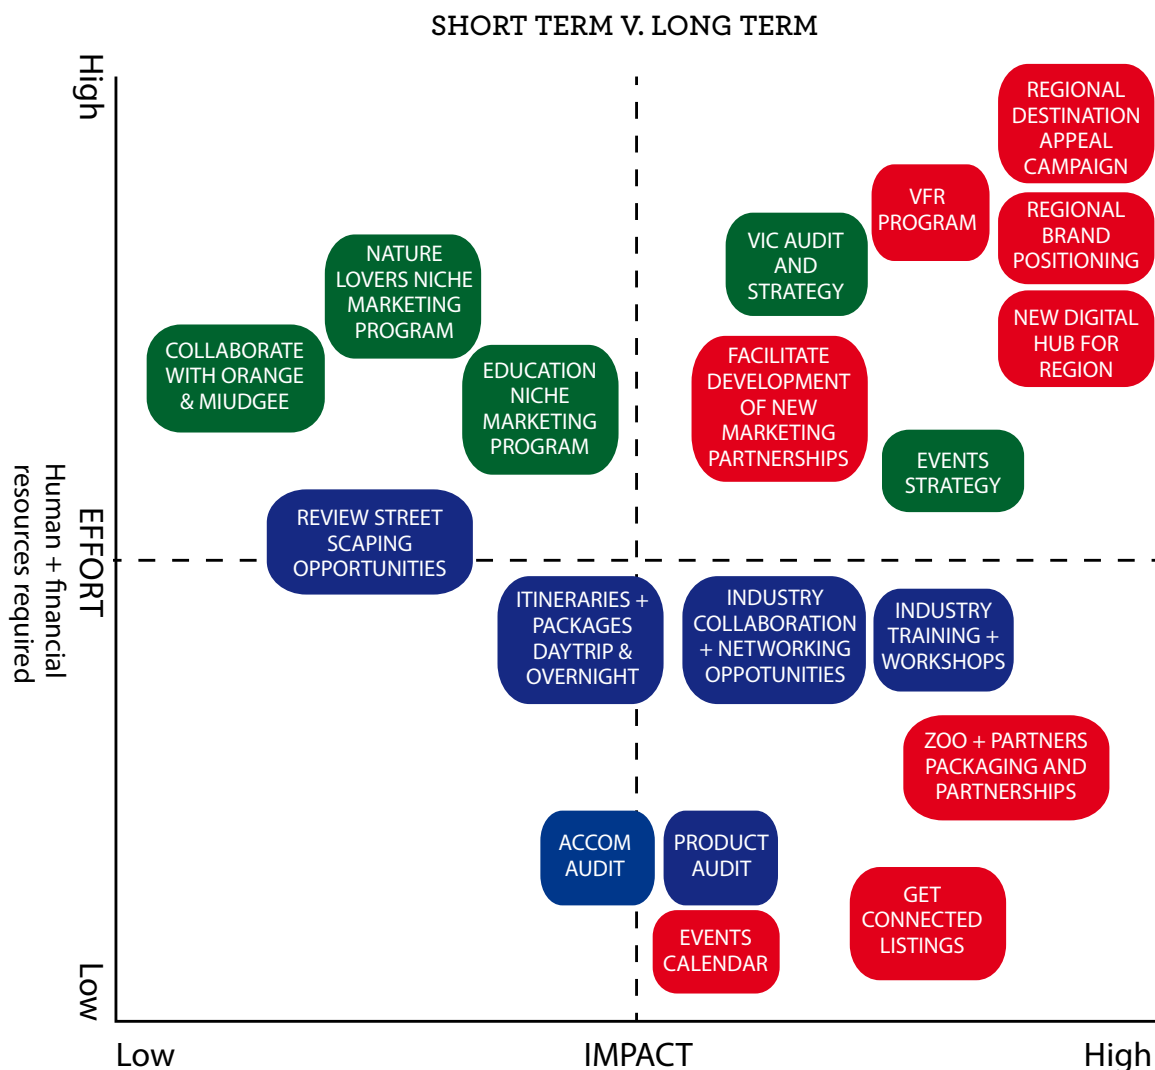 SHORT TERM V. LONG TERM
High
REGIONAL
DESTINATION
APPEAL
CAMPAIGN
VFR
PROGRAM
REGIONAL
BRAND
POSITIONING
VIC AUDIT
AND
STRATEGY
NATURE
LOVERS NICHE
MARKETING
PROGRAM
NEW DIGITAL
HUB FOR
REGION
COLLABORATE
WITH ORANGE
& MIUDGEE
EDUCATION
NICHE
MARKETING
PROGRAM
FACILITATE
DEVELOPMENT
OF NEW
MARKETING
PARTNERSHIPS
EVENTS
STRATEGY
EFFORT
Human + financial
resources required
REVIEW STREET
SCAPING
OPPORTUNITIES
ITINERARIES +
PACKAGES
DAYTRIP &
OVERNIGHT
INDUSTRY
COLLABORATION
+ NETWORKING
OPPOTUNITIES
INDUSTRY
TRAINING +
WORKSHOPS
ZOO + PARTNERS
PACKAGING AND
PARTNERSHIPS
ACCOM
AUDIT
PRODUCT
AUDIT
GET
CONNECTED
LISTINGS
EVENTS
CALENDAR
Low
Low
IMPACT
High